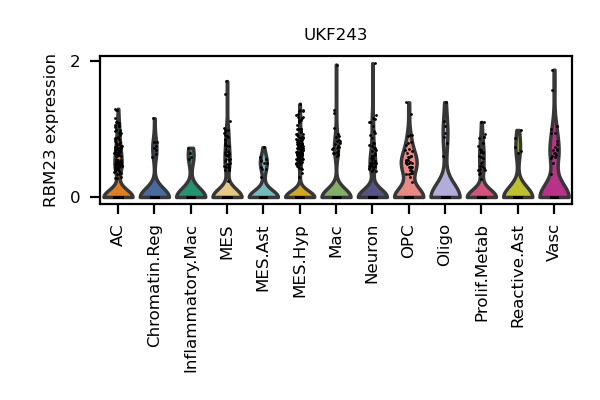 UKF243
RBM23 expression
2
0
AC
Chromatin.Reg
Inflammatory.Mac
MES
MES.Ast
MES.Hyp
Mac
Neuron
OPC
Oligo
Prolif.Metab
Reactive.Ast
Vasc